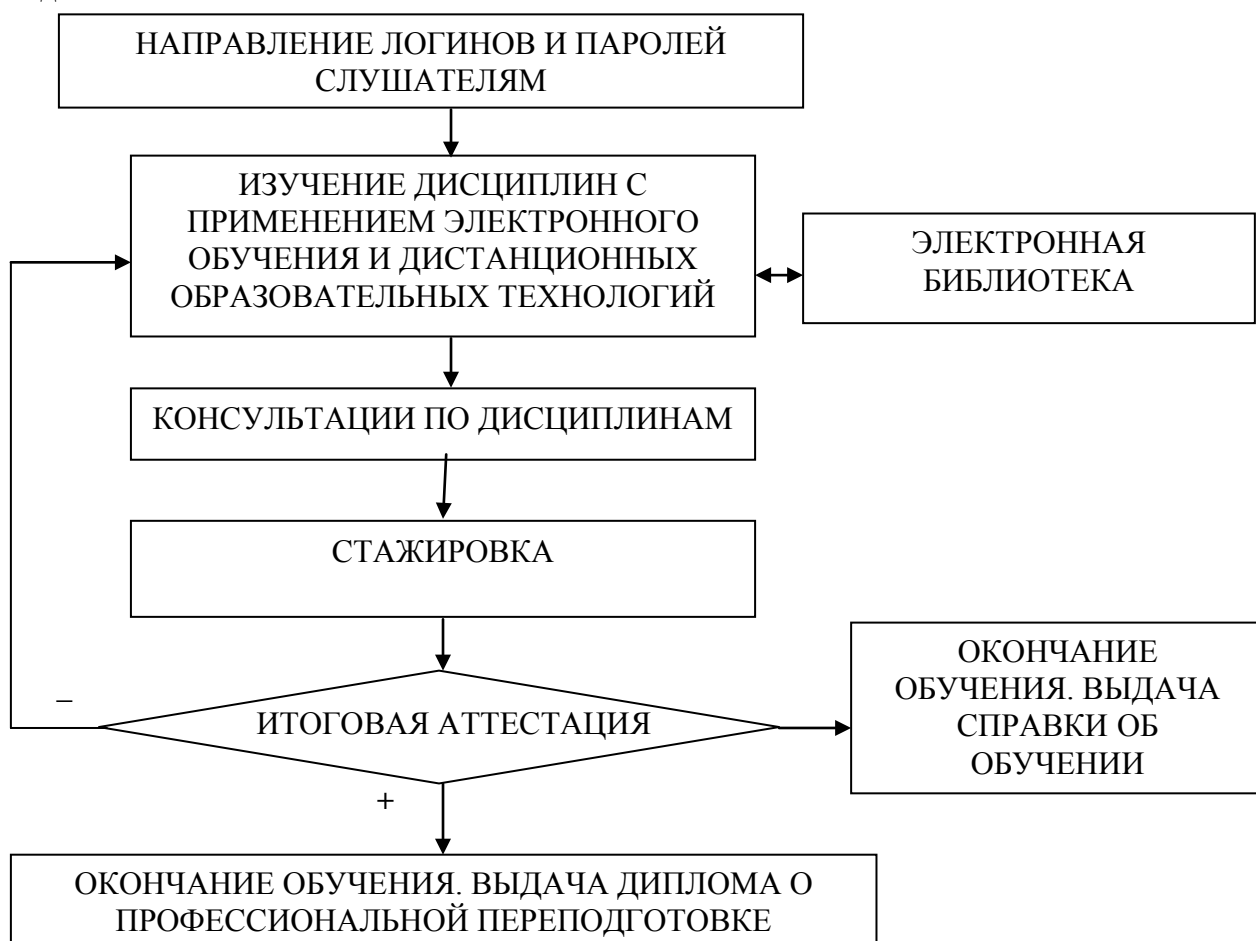 НАПРАВЛЕНИЕ ЛОГИНОВ И ПАРОЛЕЙ
СЛУШАТЕЛЯМ
ИЗУЧЕНИЕ ДИСЦИПЛИН С
ПРИМЕНЕНИЕМ ЭЛЕКТРОННОГО
ОБУЧЕНИЯ И ДИСТАНЦИОННЫХ
ОБРАЗОВАТЕЛЬНЫХ ТЕХНОЛОГИЙ
ЭЛЕКТРОННАЯ
БИБЛИОТЕКА
КОНСУЛЬТАЦИИ ПО ДИСЦИПЛИНАМ
СТАЖИРОВКА
ИТОГОВАЯ АТТЕСТАЦИЯ
–
+
ОКОНЧАНИЕ
ОБУЧЕНИЯ. ВЫДАЧА
СПРАВКИ ОБ
ОБУЧЕНИИ
ОКОНЧАНИЕ ОБУЧЕНИЯ. ВЫДАЧА ДИПЛОМА О
ПРОФЕССИОНАЛЬНОЙ ПЕРЕПОДГОТОВКЕ